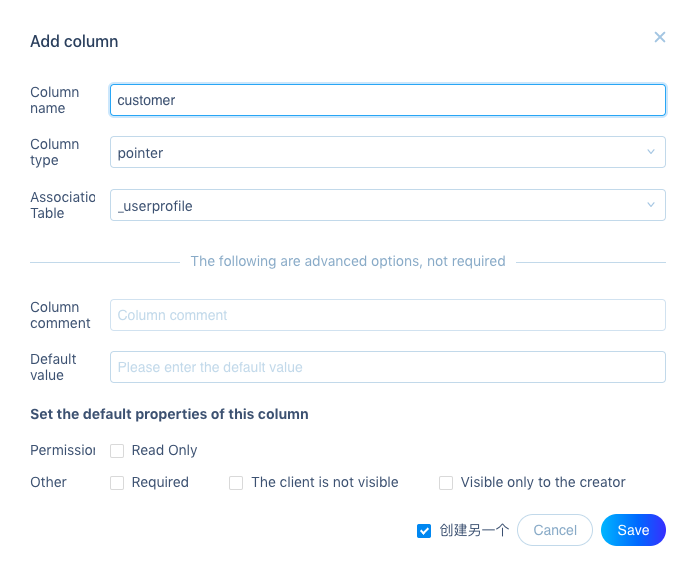 Add column
Column name
customer
Column type
pointer
Associatio Table
_userprofile
The following are advanced options, not required
Column comment
Column comment
Default value
Please enter the default value
Set the default properties of this column
Permission
Read Only
Other
Required
The client is not visible
Visible only to the creator
创建另一个
Cancel
Save